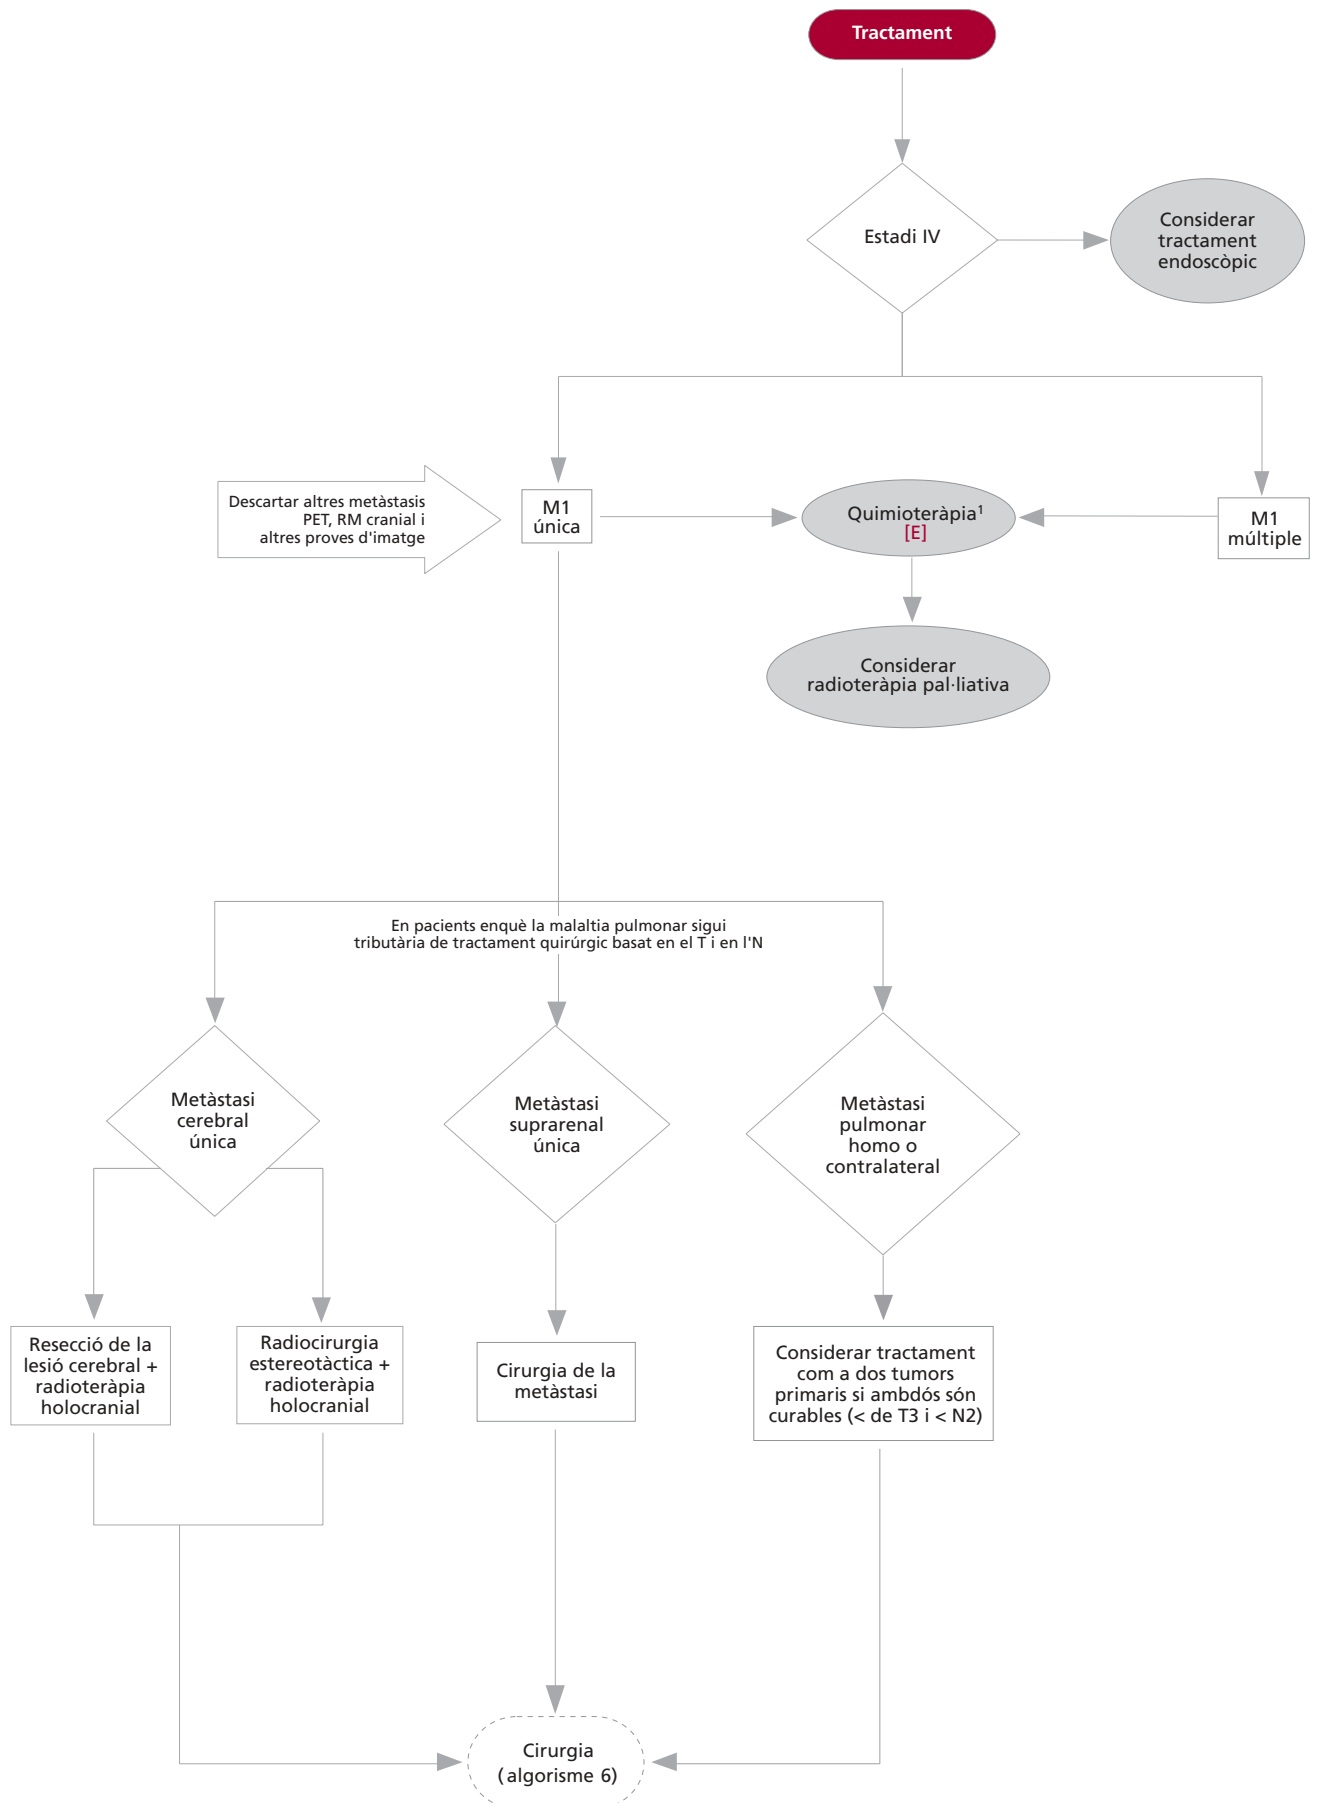 Tractament
Estadi IV
Considerar
tractament
endoscòpic
Descartar altres metàstasis
PET, RM cranial i
altres proves d'imatge
M1
única
Quimioteràpia¹
[E]
M1
múltiple
Considerar
radioteràpia pal·liativa
En pacients enquè la malaltia pulmonar sigui
tributària de tractament quirúrgic basat en el T i en l'N
Metàstasi
cerebral
única
Metàstasi
suprarenal
única
Metàstasi
pulmonar
homo o
contralateral
Resecció de la
lesió cerebral +
radioteràpia
holocranial
Radiocirurgia
estereotàctica +
radioteràpia
holocranial
Cirurgia de la
metàstasi
Considerar tractament
com a dos tumors
primaris si ambdós són
curables (< de T3 i < N2)
Cirurgia
(algorisme 6)